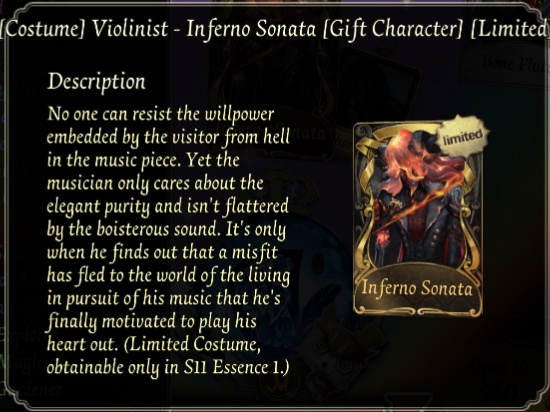 [Costume] Violinist - Inferno Sonata [Gift Character] [Limited]
Description
No one can resist the willpower
embedded by the visitor from hell
in the music piece. Yet the
musician only cares about the
elegant purity and isn't flattered
by the boisterous sound. It's only
when he finds out that a misfit
has fled to the world of the living
in pursuit of his music that he's
finally motivated to play his
heart out. (Limited Costume,
obtainable only in S11 Essence 1.)
limited
Inferno Sonata